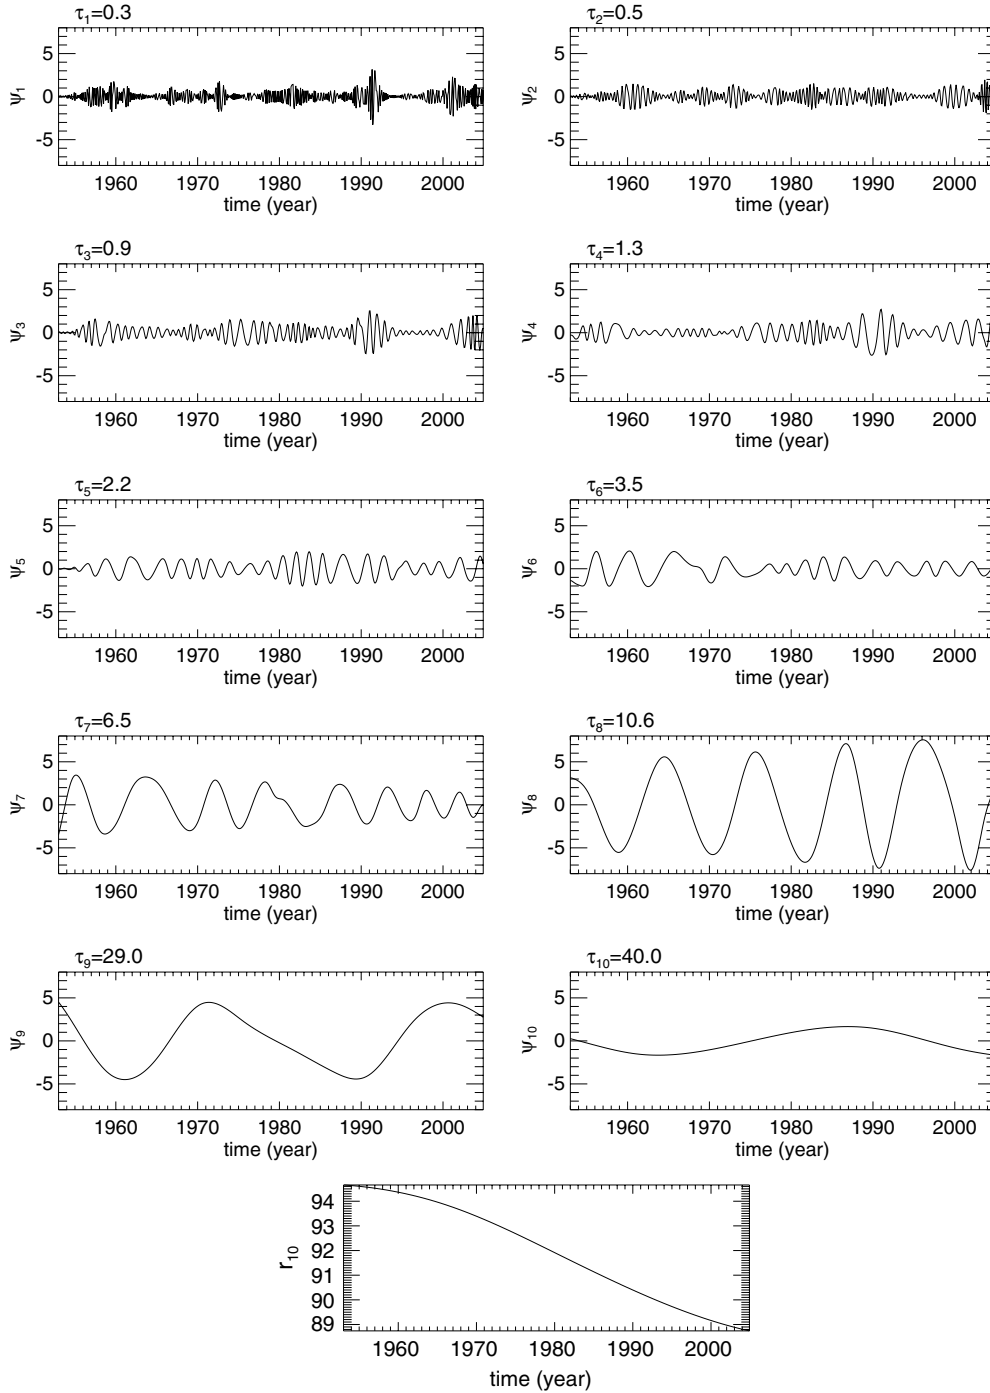 τ1=0.3
τ2=0.5
5
0
-5
ψ1
1960 1970 1980 1990 2000
time (year)
5
0
-5
ψ2
1960 1970 1980 1990 2000
time (year)
τ3=0.9
τ4=1.3
5
0
-5
ψ3
1960 1970 1980 1990 2000
time (year)
5
0
-5
ψ4
1960 1970 1980 1990 2000
time (year)
τ5=2.2
τ6=3.5
5
0
-5
ψ5
1960 1970 1980 1990 2000
time (year)
5
0
-5
ψ6
1960 1970 1980 1990 2000
time (year)
τ7=6.5
τ8=10.6
5
0
-5
ψ7
1960 1970 1980 1990 2000
time (year)
5
0
-5
ψ8
1960 1970 1980 1990 2000
time (year)
τ9=29.0
τ10=40.0
5
0
-5
ψ9
1960 1970 1980 1990 2000
time (year)
5
0
-5
ψ10
1960 1970 1980 1990 2000
time (year)
94
93
92
91
90
89
r10
1960 1970 1980 1990 2000
time (year)